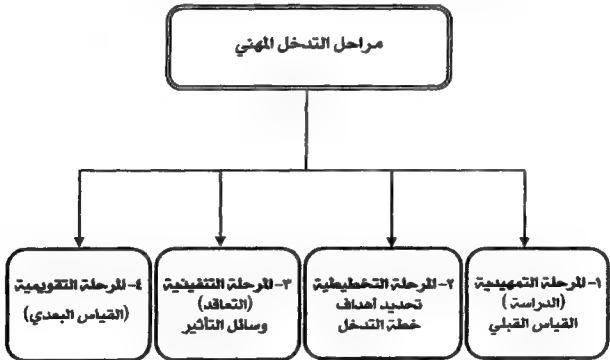 مراحل التدخل المهني
١- المرحلة التمهيدية
(الدراسة)
القياس القبلي
٢- المرحلة التخطيطية
تحديد أهداف
خطة التدخل
٣- المرحلة التنفيذية
(التعاقد)
وسائل التأثير
٤- المرحلة التقويمية
(القياس البعدي)